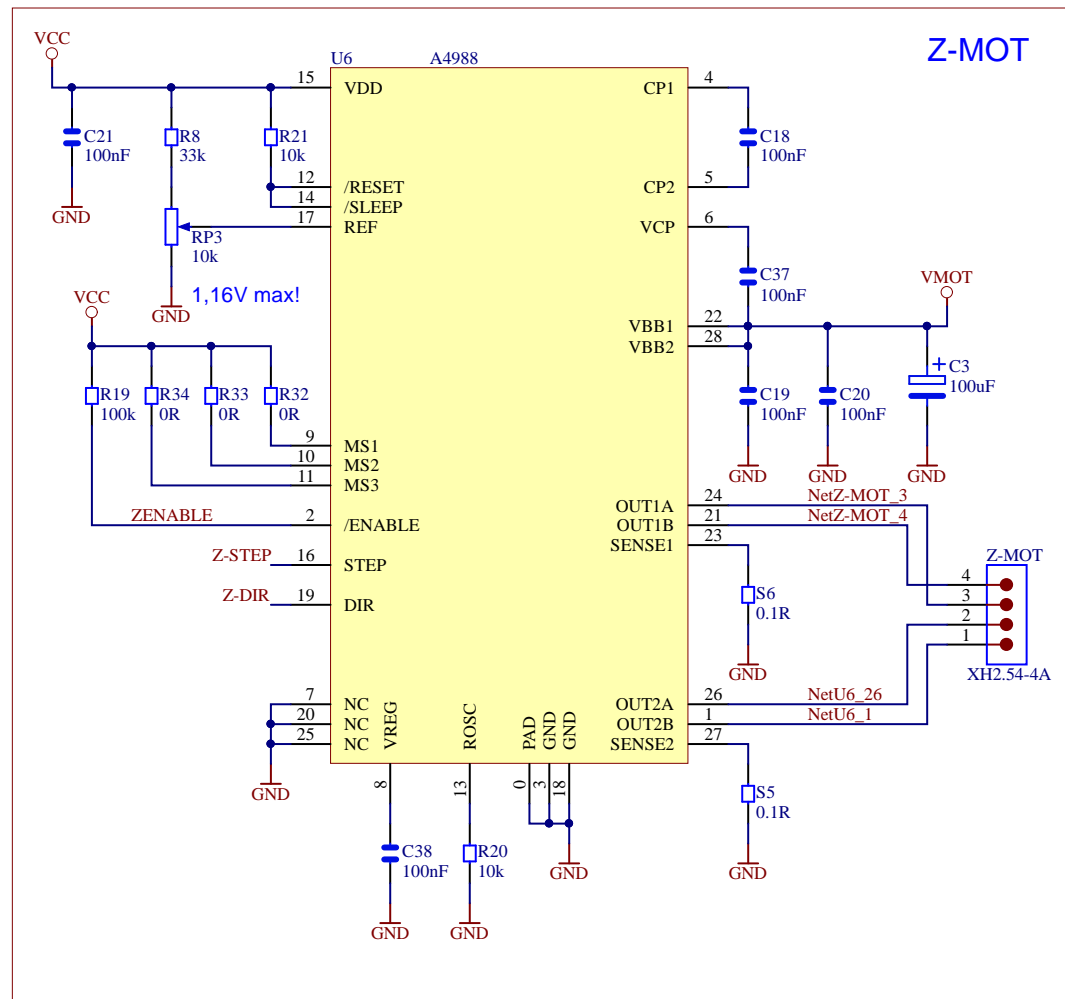 Z-MOT
VCC
U6
A4988
15
VDD
CP1
4
C21
100nF
R8
33k
R21
10k
C18
100nF
12
/RESET
14
/SLEEP
17
REF
CP2
5
VCP
6
GND
RP3
10k
1,16V max!
GND
C37
100nF
VMOT
VCC
VBB1
22
VBB2
28
R19
100k
R34
0R
R33
0R
R32
0R
C19
100nF
C20
100nF
+
C3
100uF
9
MS1
10
MS2
11
MS3
GND
GND
GND
ZENABLE
2
/ENABLE
OUT1A
24
NetZ-MOT_3
OUT1B
21
NetZ-MOT_4
SENSE1
23
Z-STEP
16
STEP
Z-DIR
19
DIR
S6
0.1R
GND
Z-MOT
4
3
2
1
XH2.54-4A
7
NC
20
NC
25
NC
GND
VREG
ROSC
PAD
GND
GND
OUT2A
26
NetU6_26
OUT2B
1
NetU6_1
SENSE2
27
8
13
0
3
18
S5
0.1R
C38
100nF
R20
10k
GND
GND
GND
GND